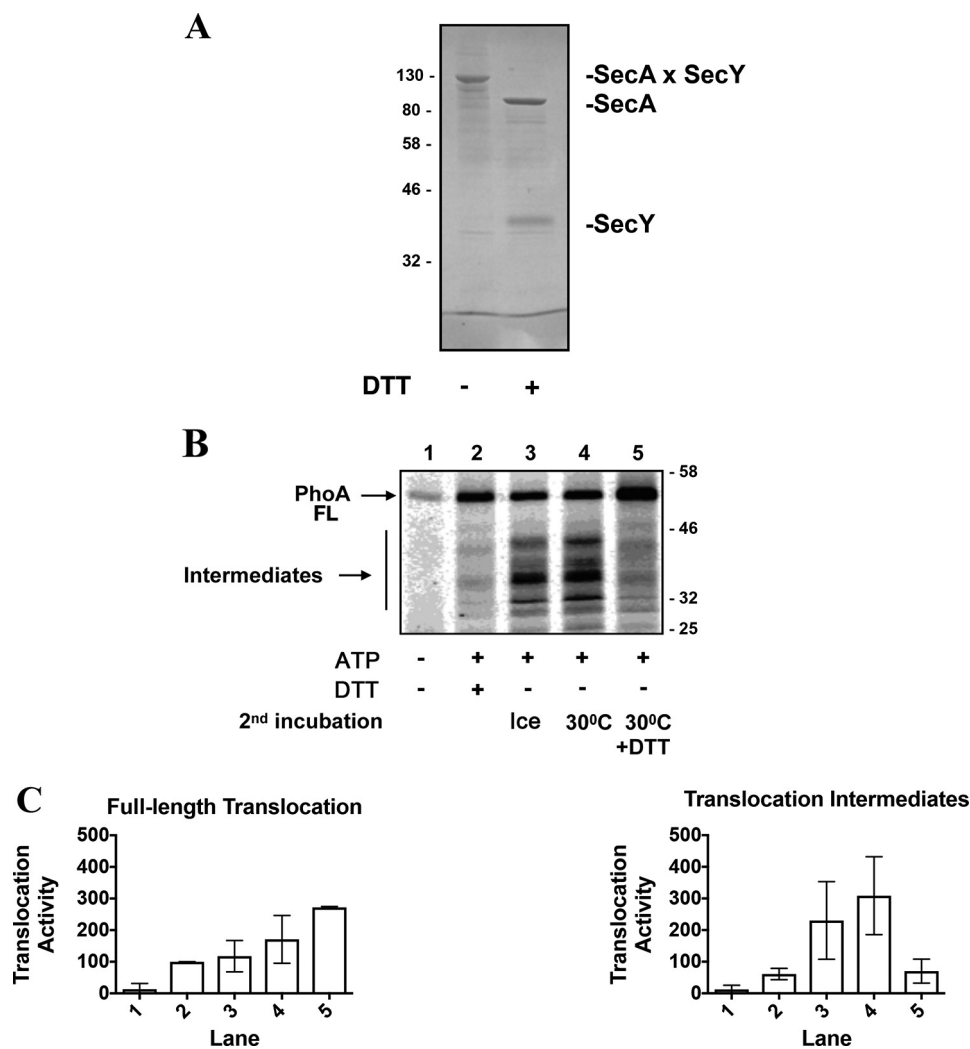 A
130 -
80 -
58 -
46 -
32 -
-SecA x SecY
-SecA
-SecY
DTT - +
B
1 2 3 4 5
PhoA
FL
Intermediates
- 58
- 46
- 32
- 25
ATP - + + + +
DTT - + - - -
2nd incubation Ice 30⁰C 30⁰C
+DTT
C
Full-length Translocation
Translocation
Activity
500
400
300
200
100
0
1 2 3 4 5
Lane
Translocation Intermediates
Translocation
Activity
500
400
300
200
100
0
1 2 3 4 5
Lane